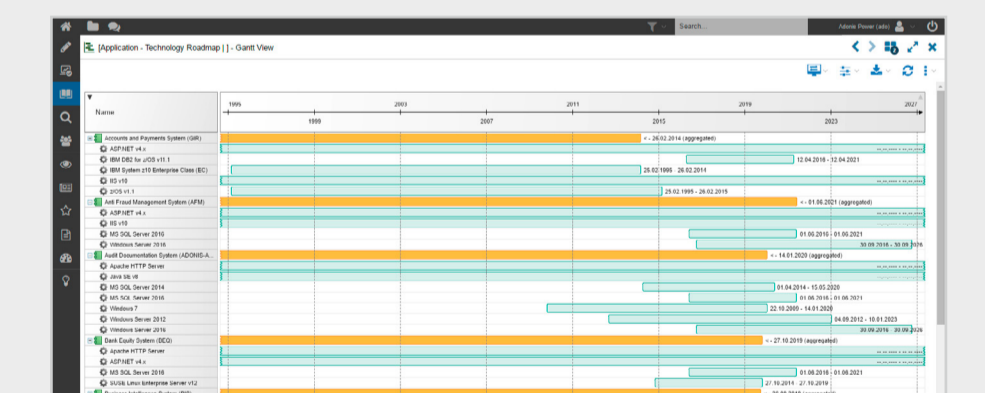 Search...
Adonis Power (ado)
[Application - Technology Roadmap | ] - Gantt View
Name
1995 2003 2011 2019 2027
1999 2007 2015 2023
Accounts and Payments System (GIR) < - 26.02.2014 (aggregated)
ASP.NET v4.x
IBM DB2 for z/OS v11.1 12.04.2016 - 12.04.2021
IBM System z10 Enterprise Class (EC) 25.02.1995 - 26.02.2014
IIS v10
z/OS v1.1 25.02.1995 - 26.02.2015
Anti Fraud Management System (AFM) < - 01.06.2021 (aggregated)
ASP.NET v4.x
IIS v10
MS SQL Server 2016 01.06.2016 - 01.06.2021
Windows Server 2016 30.09.2016 - 30.09.2026
Audit Documentation System (ADONIS-A... < - 14.01.2020 (aggregated)
Apache HTTP Server
Java SE v8
MS SQL Server 2014 01.04.2014 - 15.05.2020
MS SQL Server 2016 01.06.2016 - 01.06.2021
Windows 7 22.10.2009 - 14.01.2020
Windows Server 2012 04.09.2012 - 10.01.2023
Windows Server 2016 30.09.2016 - 30.09.2026
Bank Equity System (BEQ) < - 27.10.2019 (aggregated)
Apache HTTP Server
ASP.NET v4.x
MS SQL Server 2016 01.06.2016 - 01.06.2021
SUSE Linux Enterprise Server v12 27.10.2014 - 27.10.2019